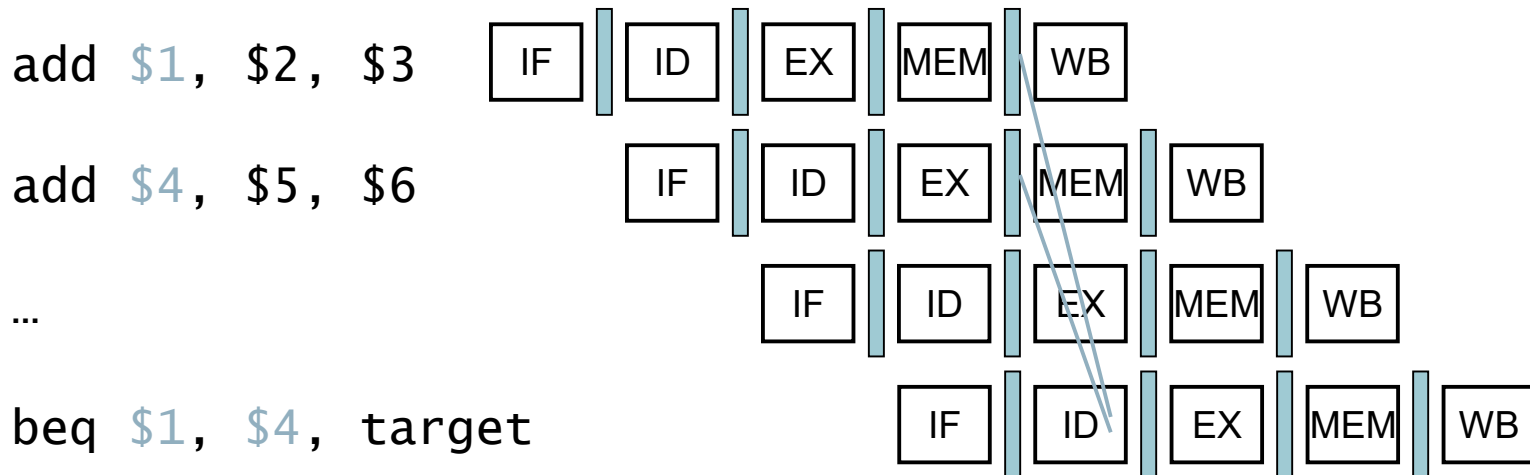 add $1, $2, $3 IF ID EX MEM WB
add $4, $5, $6 IF ID EX MEM WB
… IF ID EX MEM WB
beq $1, $4, target IF ID EX MEM WB